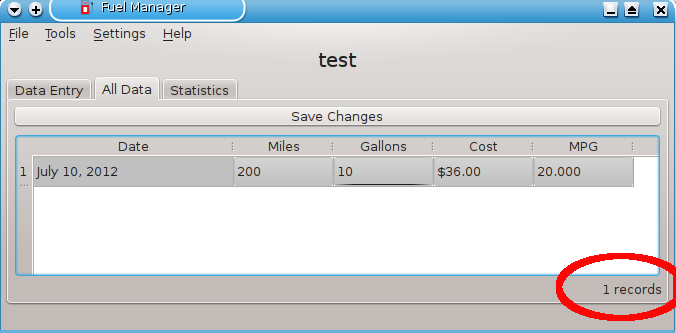 Fuel Manager
File Tools Settings Help
test
Data Entry All Data Statistics
Save Changes
Date Miles Gallons Cost MPG
1 July 10, 2012 200 10 $36.00 20.000
1 records